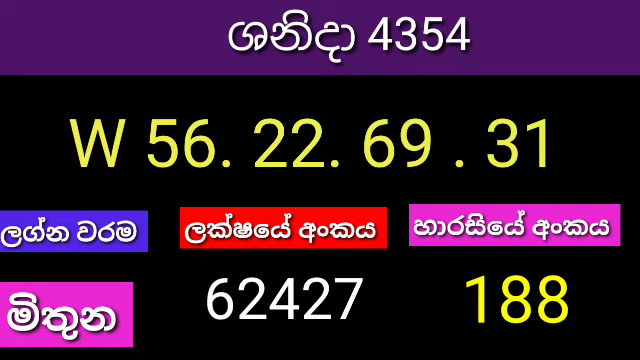 ශනිදා 4354
W 56. 22. 69 . 31
ලග්න වරම ලක්ෂයේ අංකය හාරසියේ අංකය
මිතුන 62427 188